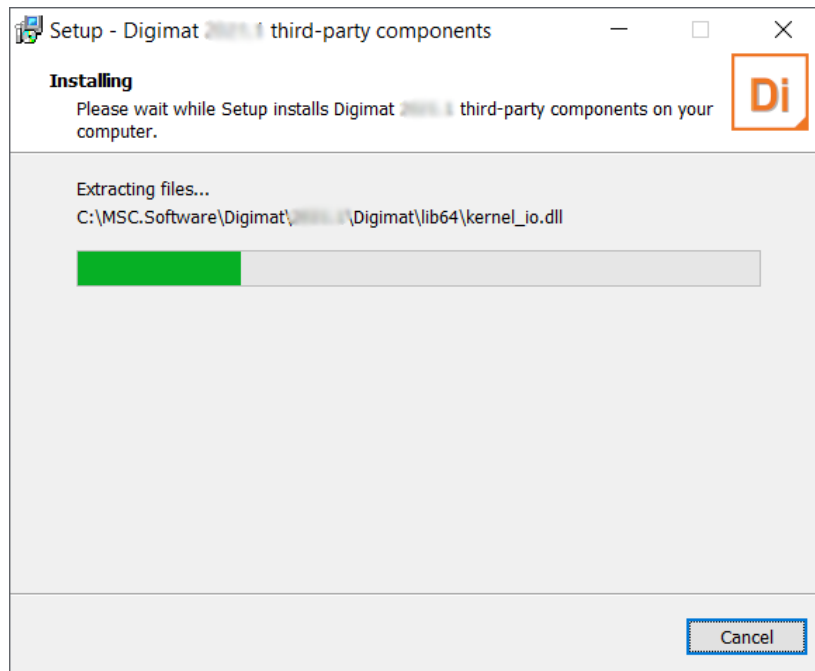 Setup - Digimat third-party components
Installing
Di
Please wait while Setup installs Digimat third-party components on your
computer.
Extracting files...
C:\MSC.Software\Digimat\ \Digimat\lib64\kernel_io.dll
Cancel